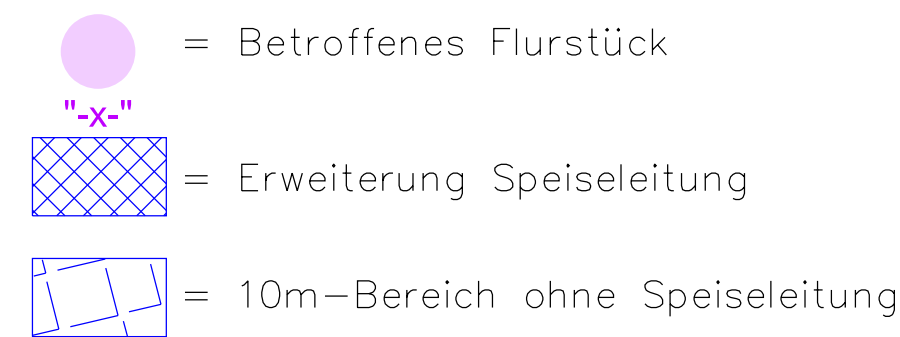 = Betroffenes Flurstück
"-x-"
= Erweiterung Speiseleitung
= 10m-Bereich ohne Speiseleitung